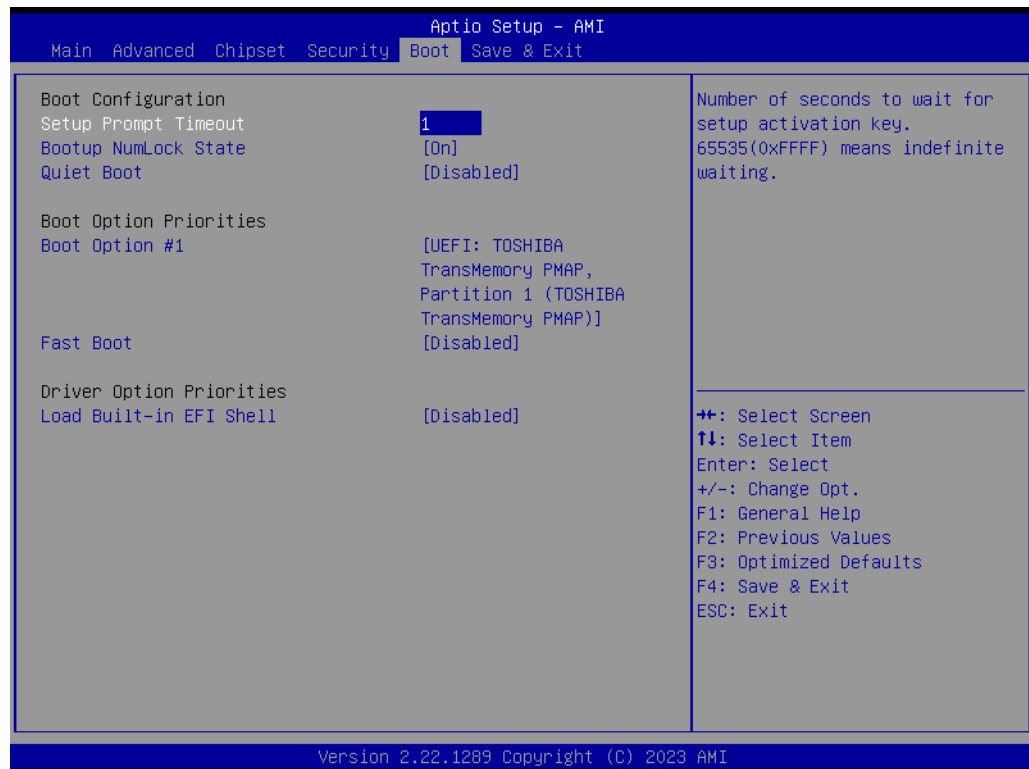 Aptio Setup – AMI
Main Advanced Chipset Security Boot Save & Exit
Boot Configuration
Setup Prompt Timeout 1
Bootup NumLock State [On]
Quiet Boot [Disabled]
Boot Option Priorities
Boot Option #1 [UEFI: TOSHIBA
TransMemory PMAP,
Partition 1 (TOSHIBA
TransMemory PMAP)]
Fast Boot [Disabled]
Driver Option Priorities
Load Built-in EFI Shell [Disabled]
Number of seconds to wait for
setup activation key.
65535(0xFFFF) means indefinite
waiting.
→←: Select Screen
↑↓: Select Item
Enter: Select
+/-: Change Opt.
F1: General Help
F2: Previous Values
F3: Optimized Defaults
F4: Save & Exit
ESC: Exit
Version 2.22.1289 Copyright (C) 2023 AMI